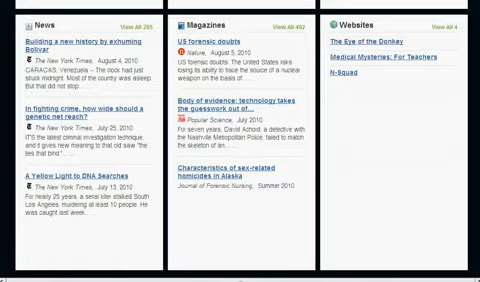 News View All 265
Building a new history by exhuming
Bolivar
The New York Times, August 4, 2010
CARACAS, Venezuela – The clock had just
struck midnight. Most of the country was asleep.
But that did not stop...
In fighting crime, how wide should a
genetic net reach?
The New York Times, July 25, 2010
IT'S the latest criminal investigation technique,
and it gives new meaning to that old saw "the
ties that bind."...
A Yellow Light to DNA Searches
The New York Times, July 13, 2010
For nearly 25 years, a serial killer stalked South
Los Angeles, murdering at least 10 people. He
was caught last week...
Magazines View All 492
US forensic doubts
Nature, August 5, 2010
US forensic doubts: The United States risks
losing its ability to trace the source of a nuclear
weapon on the basis of...
Body of evidence: technology takes
the guesswork out of...
Popular Science, July 2010
For seven years, David Achord, a detective with
the Nashville Metropolitan Police, failed to match
the skeleton of an...
Characteristics of sex-related
homicides in Alaska
Journal of Forensic Nursing, Summer 2010
Websites View All 4
The Eye of the Donkey
Medical Mysteries: For Teachers
N-Squad